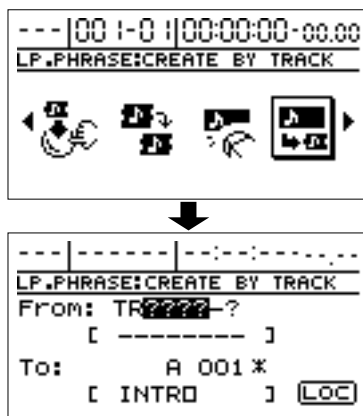 ---|001-01|00:00:00-00.00
LP.PHRASE:CREATE BY TRACK
---|------|--:--:--.--
LP.PHRASE:CREATE BY TRACK
From: TR????-?
[ --------- ]
To: A 001*
[ INTRO ] LOC